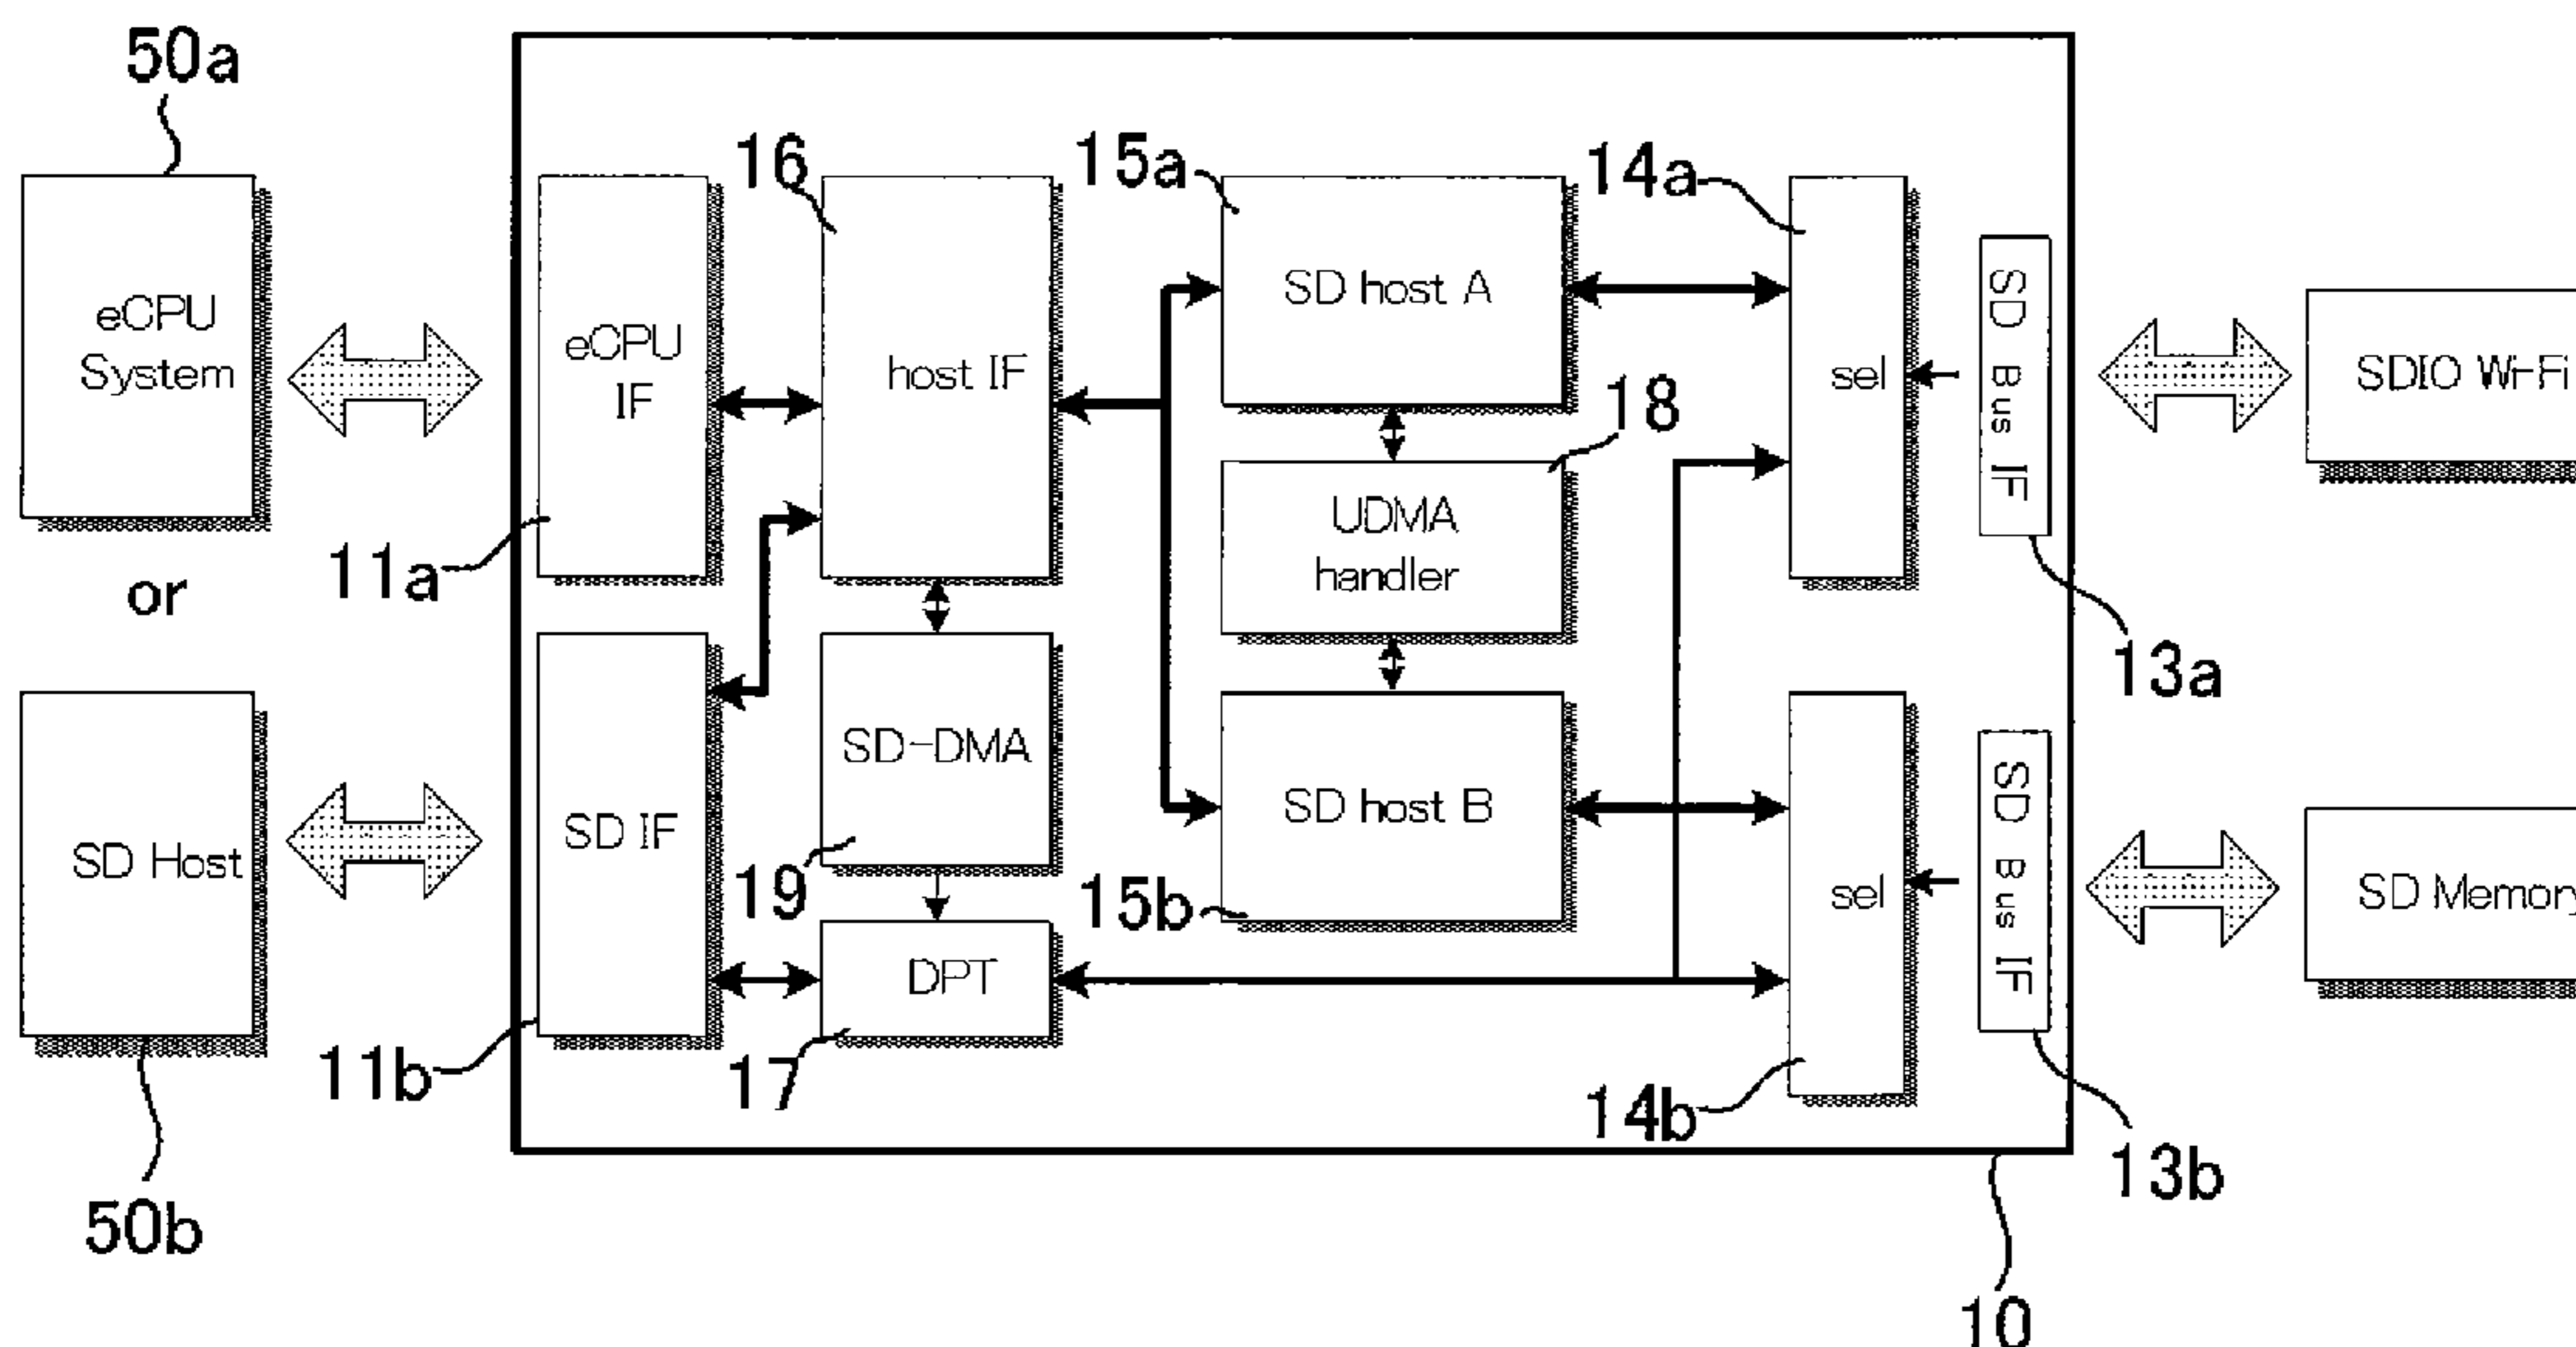 50a
16
15a
14a
eCPU
System
eCPU
IF
host IF
SD host A
sel
SD Bus IF
SDIO Wi-Fi
18
UDMA
handler
11a
or
13a
SD Host
SD IF
SD-DMA
SD host B
sel
SD Bus IF
SD Memory
19
15b
DPT
11b
17
14b
13b
50b
10